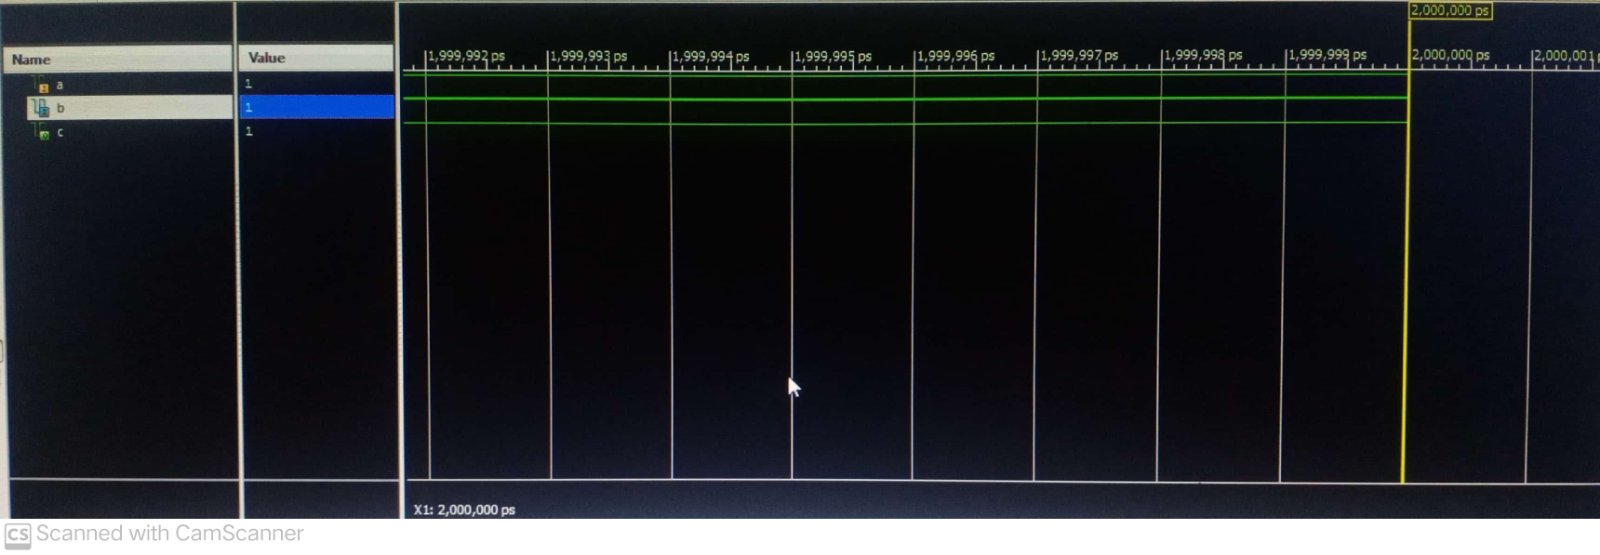 2,000,000 ps
Name
Value
1,999,992 ps
1,999,993 ps
1,999,994 ps
1,999,995 ps
1,999,996 ps
1,999,997 ps
1,999,998 ps
1,999,999 ps
2,000,000 ps
2,000,001
a
1
b
1
c
1
X1: 2,000,000 ps
CS Scanned with CamScanner